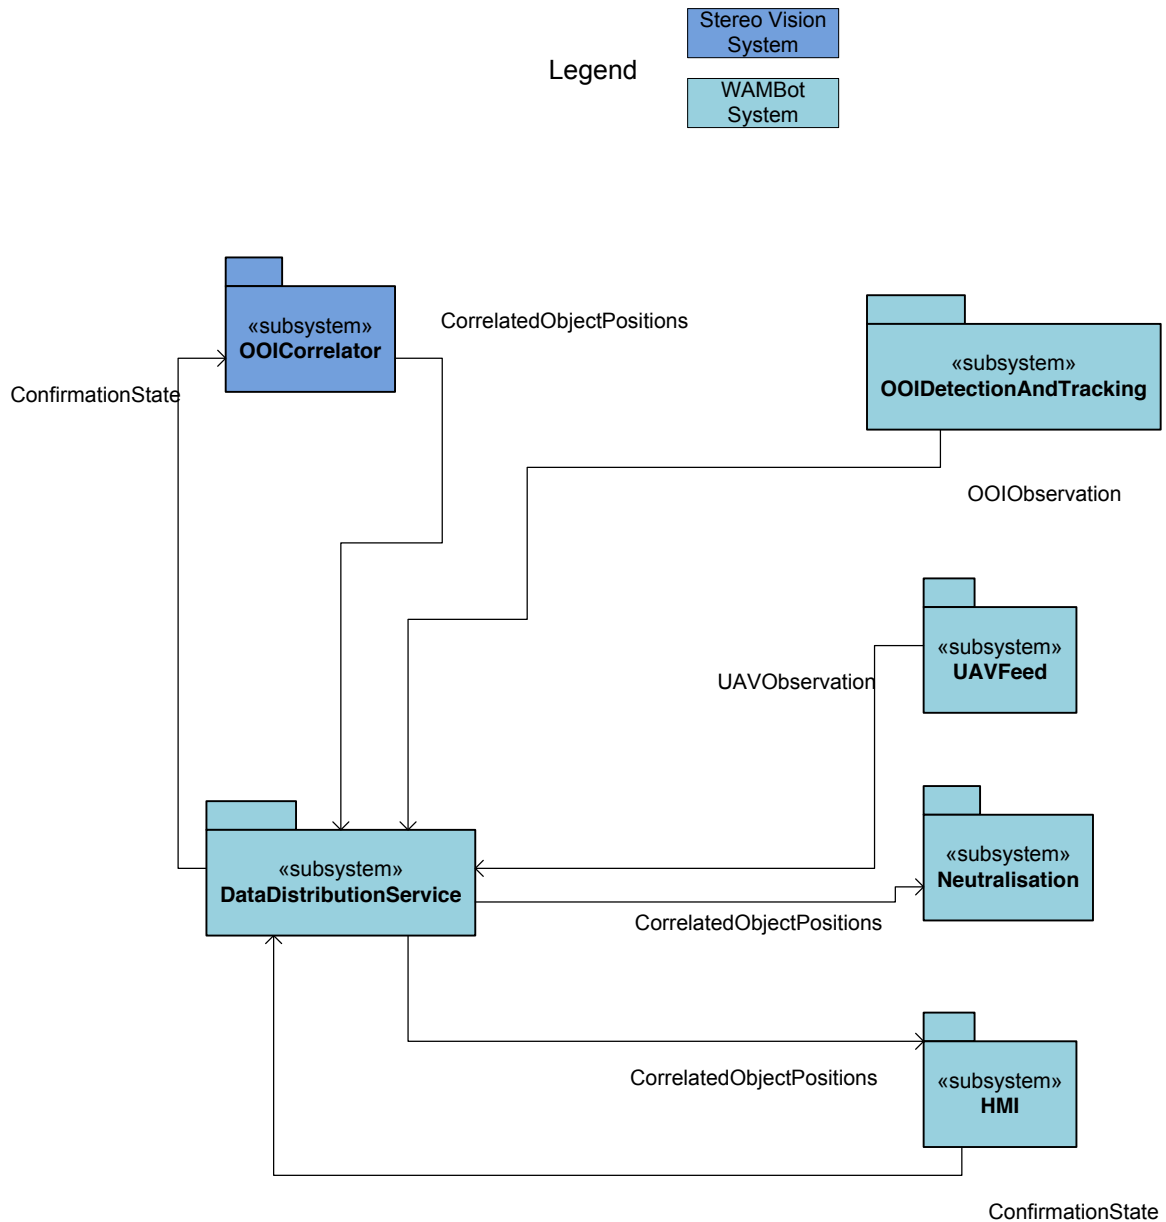 Stereo Vision
System
Legend
WAMBot
System
«subsystem»
OOICorrelator
CorrelatedObjectPositions
«subsystem»
OOIDetectionAndTracking
ConfirmationState
OOIObservation
«subsystem»
UAVFeed
UAVObservation
«subsystem»
DataDistributionService
«subsystem»
Neutralisation
CorrelatedObjectPositions
CorrelatedObjectPositions
«subsystem»
HMI
ConfirmationState